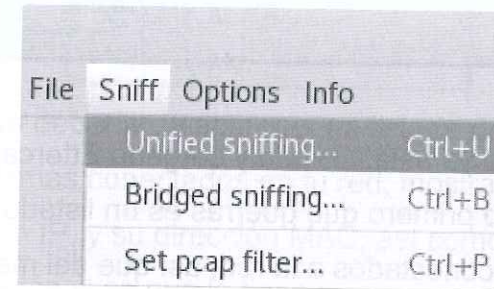 File Sniff Options Info
Unified sniffing... Ctrl+U
Bridged sniffing... Ctrl+B
Set pcap filter... Ctrl+P